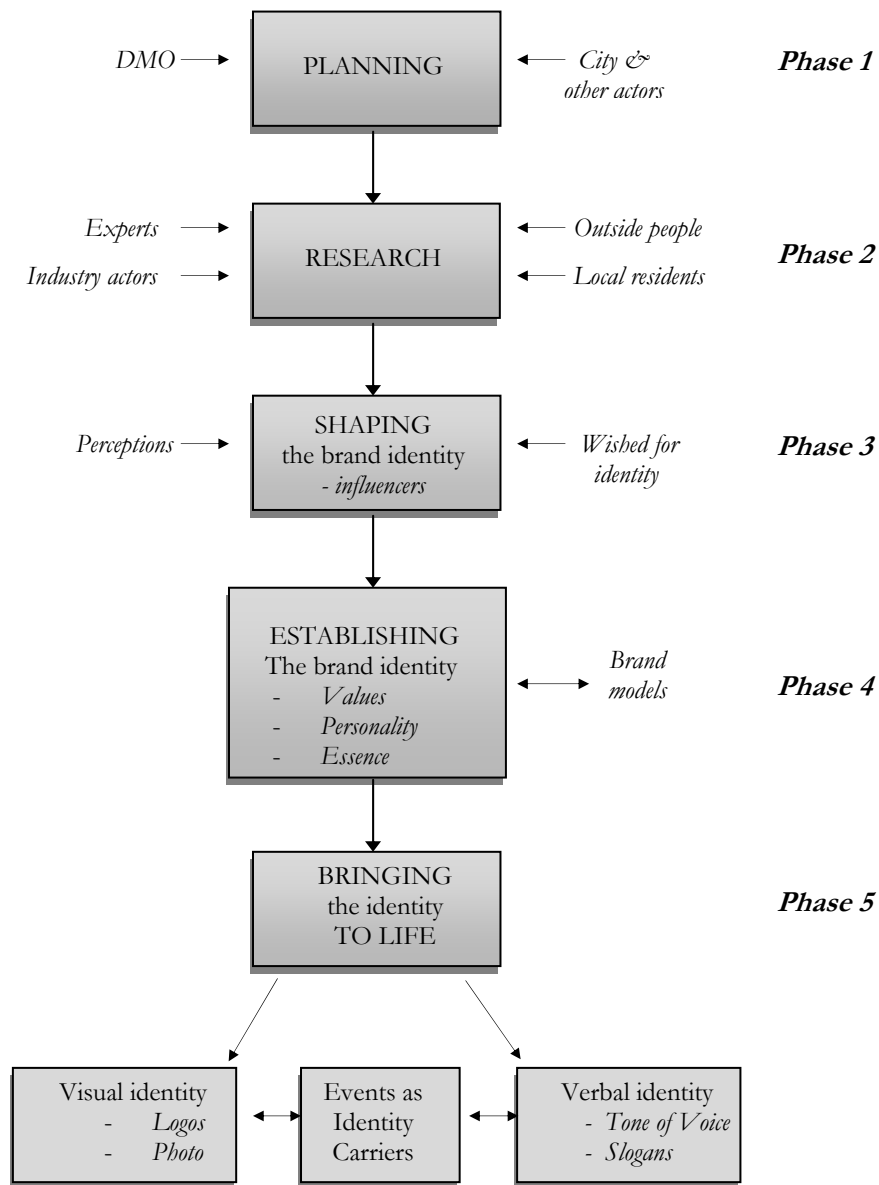 DMO
PLANNING
City &
other actors
Phase 1
Experts
Industry actors
RESEARCH
Outside people
Local residents
Phase 2
Perceptions
SHAPING
the brand identity
- influencers
Wished for
identity
Phase 3
ESTABLISHING
The brand identity
- Values
- Personality
- Essence
Brand
models
Phase 4
BRINGING
the identity
TO LIFE
Phase 5
Visual identity
- Logos
- Photo
Events as
Identity
Carriers
Verbal identity
- Tone of Voice
- Slogans